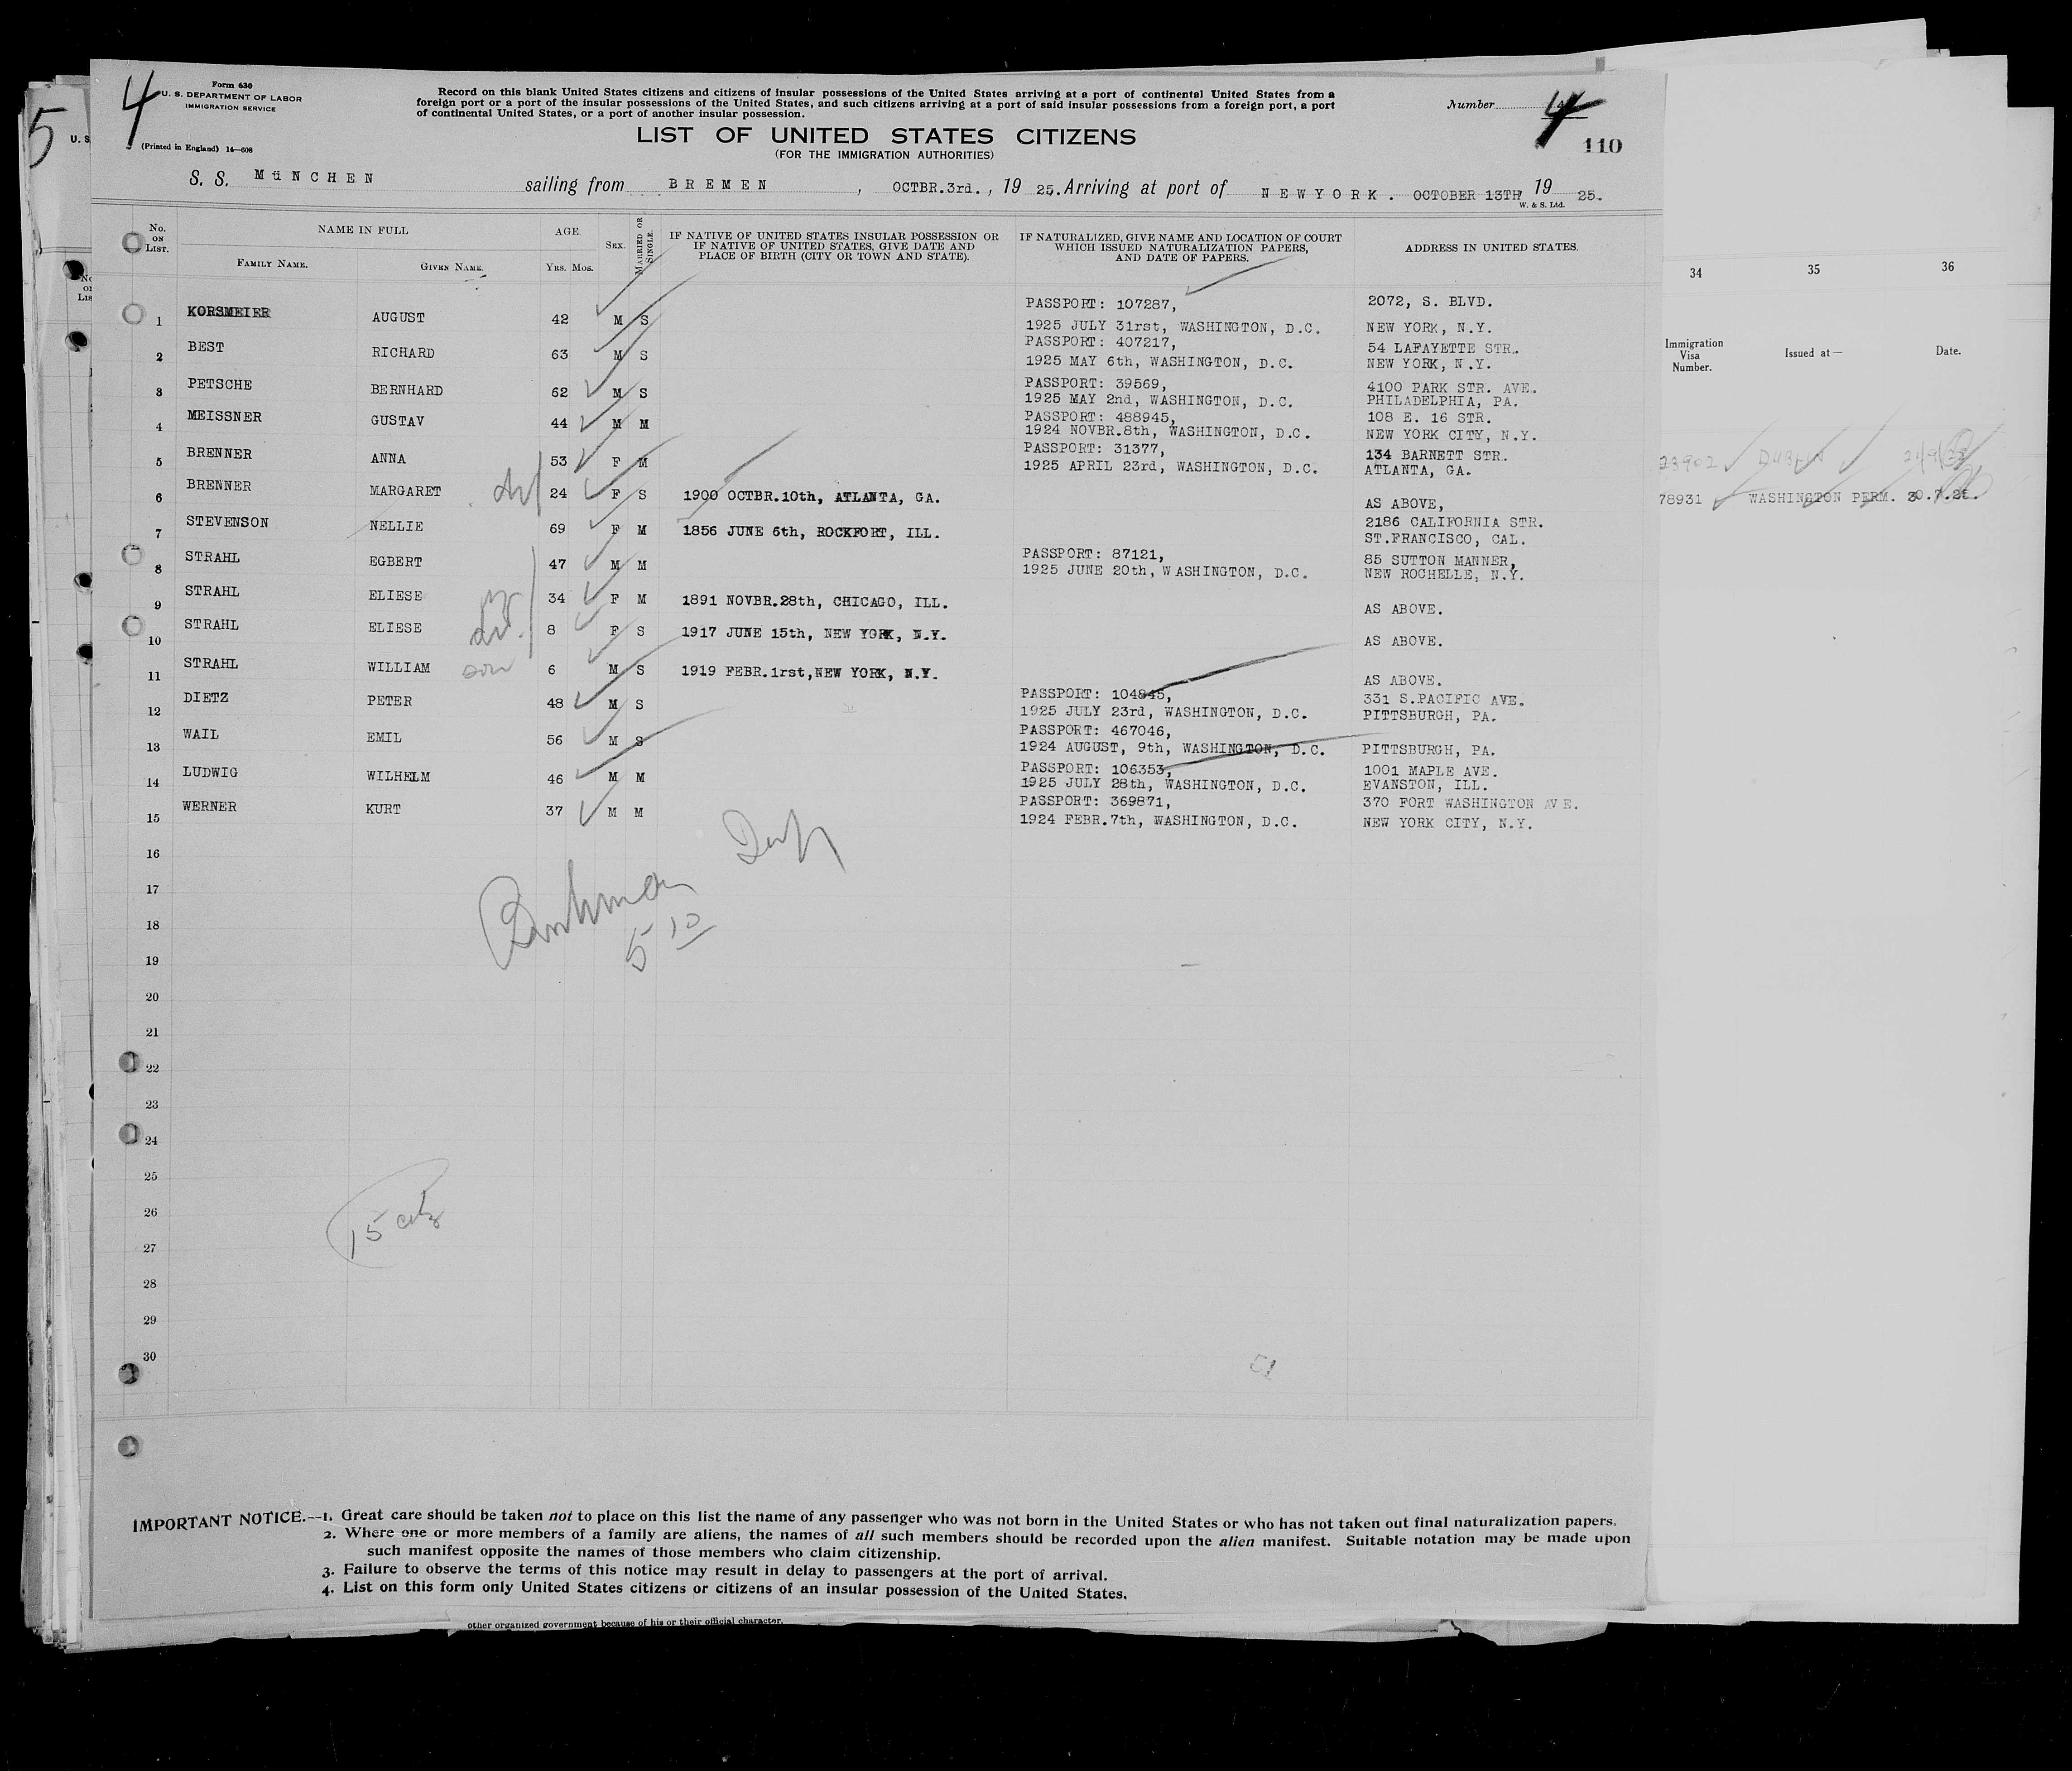 4
Form 630
U. S. DEPARTMENT OF LABOR
IMMIGRATION SERVICE
(Printed in England) 14—608
Record on this blank United States citizens and citizens of insular possessions of the United States arriving at a port of continental United States from a
foreign port or a port of the insular possessions of the United States, and such citizens arriving at a port of said insular possessions from a foreign port, a port
of continental United States, or a port of another insular possession.
Number 4
110
LIST OF UNITED STATES CITIZENS
(FOR THE IMMIGRATION AUTHORITIES)
S. S. MüNCHEN sailing from BREMEN, OCTBR.3rd., 19 25. Arriving at port of NEWYORK. OCTOBER 13TH, 19 25.
W. & S. Ltd.
No. ON LIST. NAME IN FULL FAMILY NAME. GIVEN NAME. AGE. YRS. MOS. SEX. MARRIED OR SINGLE. IF NATIVE OF UNITED STATES INSULAR POSSESSION OR IF NATIVE OF UNITED STATES, GIVE DATE AND PLACE OF BIRTH (CITY OR TOWN AND STATE). IF NATURALIZED, GIVE NAME AND LOCATION OF COURT WHICH ISSUED NATURALIZATION PAPERS, AND DATE OF PAPERS. ADDRESS IN UNITED STATES.
1 KORSMEIER AUGUST 42 M S PASSPORT: 107287, 2072, S. BLVD.
1925 JULY 31rst, WASHINGTON, D.C. NEW YORK, N.Y.
2 BEST RICHARD 63 M S PASSPORT: 407217, 54 LAFAYETTE STR.
1925 MAY 6th, WASHINGTON, D.C. NEW YORK, N.Y.
3 PETSCHE BERNHARD 62 M S PASSPORT: 39569, 4100 PARK STR. AVE.
1925 MAY 2nd, WASHINGTON, D.C. PHILADELPHIA, PA.
4 MEISSNER GUSTAV 44 M M PASSPORT: 488945, 108 E. 16 STR.
1924 NOVBR.8th, WASHINGTON, D.C. NEW YORK CITY, N.Y.
5 BRENNER ANNA 53 F M PASSPORT: 31377, 134 BARNETT STR.
1925 APRIL 23rd, WASHINGTON, D.C. ATLANTA, GA.
6 BRENNER MARGARET 24 F S 1900 OCTBR.10th, ATLANTA, GA. AS ABOVE,
7 STEVENSON NELLIE 69 F M 1856 JUNE 6th, ROCKFORT, ILL. 2186 CALIFORNIA STR.
ST.FRANCISCO, CAL.
8 STRAHL EGBERT 47 M M PASSPORT: 87121, 85 SUTTON MANNER,
1925 JUNE 20th, WASHINGTON, D.C. NEW ROCHELLE, N.Y.
9 STRAHL ELIESE 34 F M 1891 NOVBR.28th, CHICAGO, ILL. AS ABOVE.
10 STRAHL ELIESE 8 F S 1917 JUNE 15th, NEW YORK, N.Y. AS ABOVE.
11 STRAHL WILLIAM son 6 M S 1919 FEBR.1rst, NEW YORK, N.Y. AS ABOVE.
12 DIETZ PETER 48 M S PASSPORT: 104845, 331 S.PACIFIC AVE.
1925 JULY 23rd, WASHINGTON, D.C. PITTSBURGH, PA.
13 WAIL EMIL 56 M S PASSPORT: 467046,
1924 AUGUST, 9th, WASHINGTON, D.C. PITTSBURGH, PA.
14 LUDWIG WILHELM 46 M M PASSPORT: 106353, 1001 MAPLE AVE.
1925 JULY 28th, WASHINGTON, D.C. EVANSTON, ILL.
15 WERNER KURT 37 M M PASSPORT: 369871, 370 FORT WASHINGTON AVE.
1924 FEBR.7th, WASHINGTON, D.C. NEW YORK CITY, N.Y.
16
17
18
5 10
19
20
21
22
23
24
25
26
27
28
29
30
IMPORTANT NOTICE.—1. Great care should be taken not to place on this list the name of any passenger who was not born in the United States or who has not taken out final naturalization papers.
2. Where one or more members of a family are aliens, the names of all such members should be recorded upon the alien manifest. Suitable notation may be made upon
such manifest opposite the names of those members who claim citizenship.
3. Failure to observe the terms of this notice may result in delay to passengers at the port of arrival.
4. List on this form only United States citizens or citizens of an insular possession of the United States.
other organized government because of his or their official character.
5
U. S.
34 35 36
Immigration Visa Number. Issued at— Date.
78931 WASHINGTON PERM.